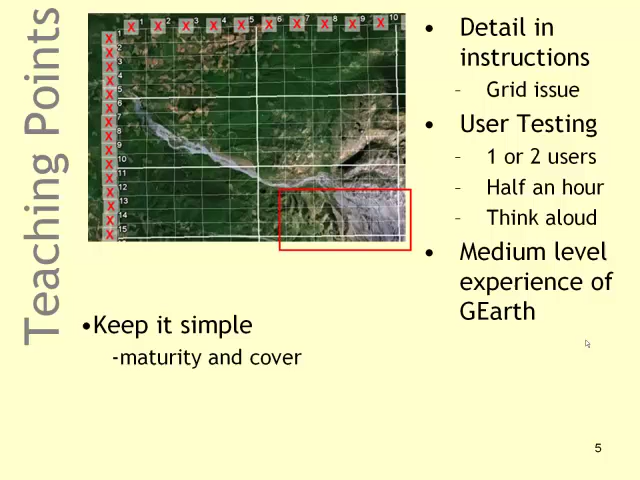 Teaching Points
1 2 3 4 5 6 7 8 9 10
X X X X X X X X X X
X 1
X 2
X 3
X 4
X 5
X 6
X 7
X 8
X 9
X 10
X 11
X 12
X 13
X 14
X 15
• Detail in
instructions
– Grid issue
• User Testing
– 1 or 2 users
– Half an hour
– Think aloud
• Medium level
experience of
GEarth
•Keep it simple
-maturity and cover
5